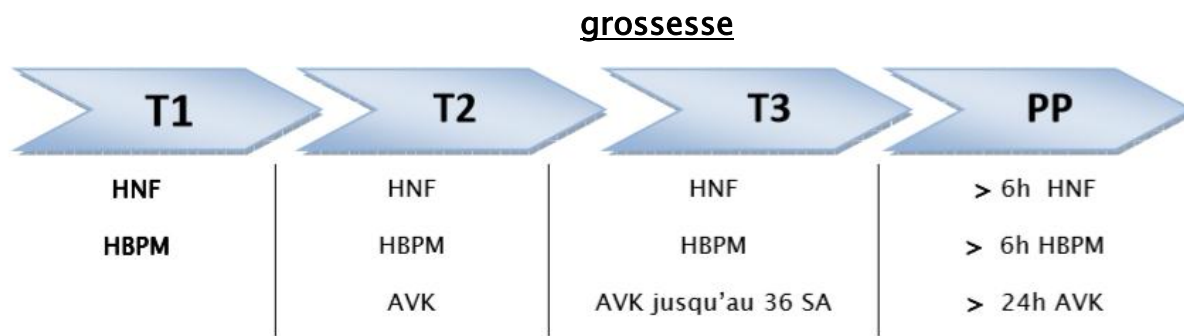 grossesse
T1 T2 T3 PP
HNF HNF HNF > 6h HNF
HBPM HBPM HBPM > 6h HBPM
AVK AVK jusqu'au 36 SA > 24h AVK